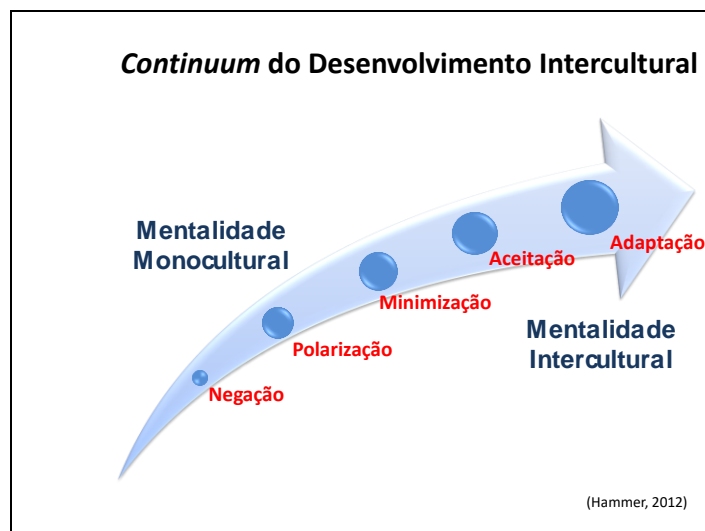 Continuum do Desenvolvimento Intercultural
Mentalidade
Monocultural
Adaptação
Aceitação
Minimização
Polarização
Negação
Mentalidade
Intercultural
(Hammer, 2012)